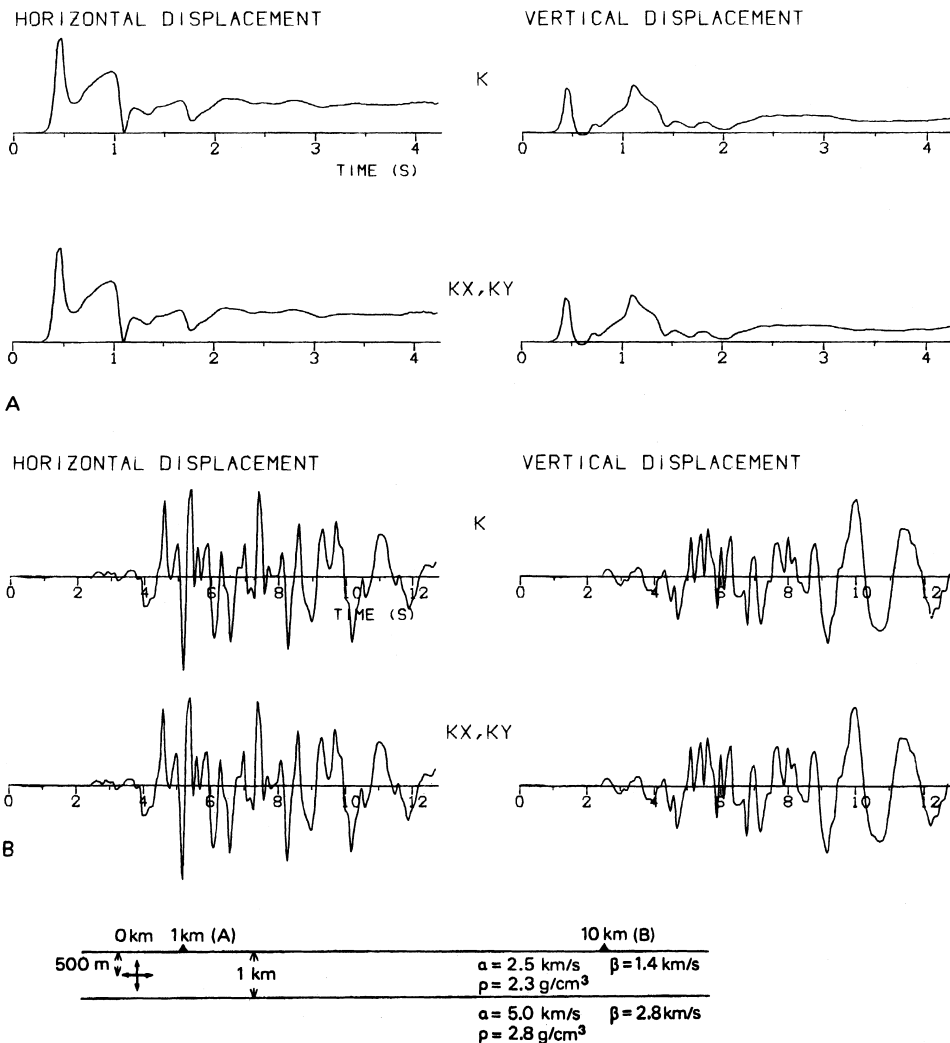 HORIZONTAL DISPLACEMENT
VERTICAL DISPLACEMENT
K
0 1 2 3 4
TIME (S)
0 1 2 3 4
KX,KY
0 1 2 3 4
0 1 2 3 4
A
HORIZONTAL DISPLACEMENT
VERTICAL DISPLACEMENT
K
0 2 4 6 8 10 12
TIME (S)
0 2 4 6 8 10 12
KX,KY
0 2 4 6 8 10 12
0 2 4 6 8 10 12
B
0 km 1 km (A) 10 km (B)
500 m
1 km
α = 2.5 km/s β = 1.4 km/s
ρ = 2.3 g/cm³
α = 5.0 km/s β = 2.8 km/s
ρ = 2.8 g/cm³